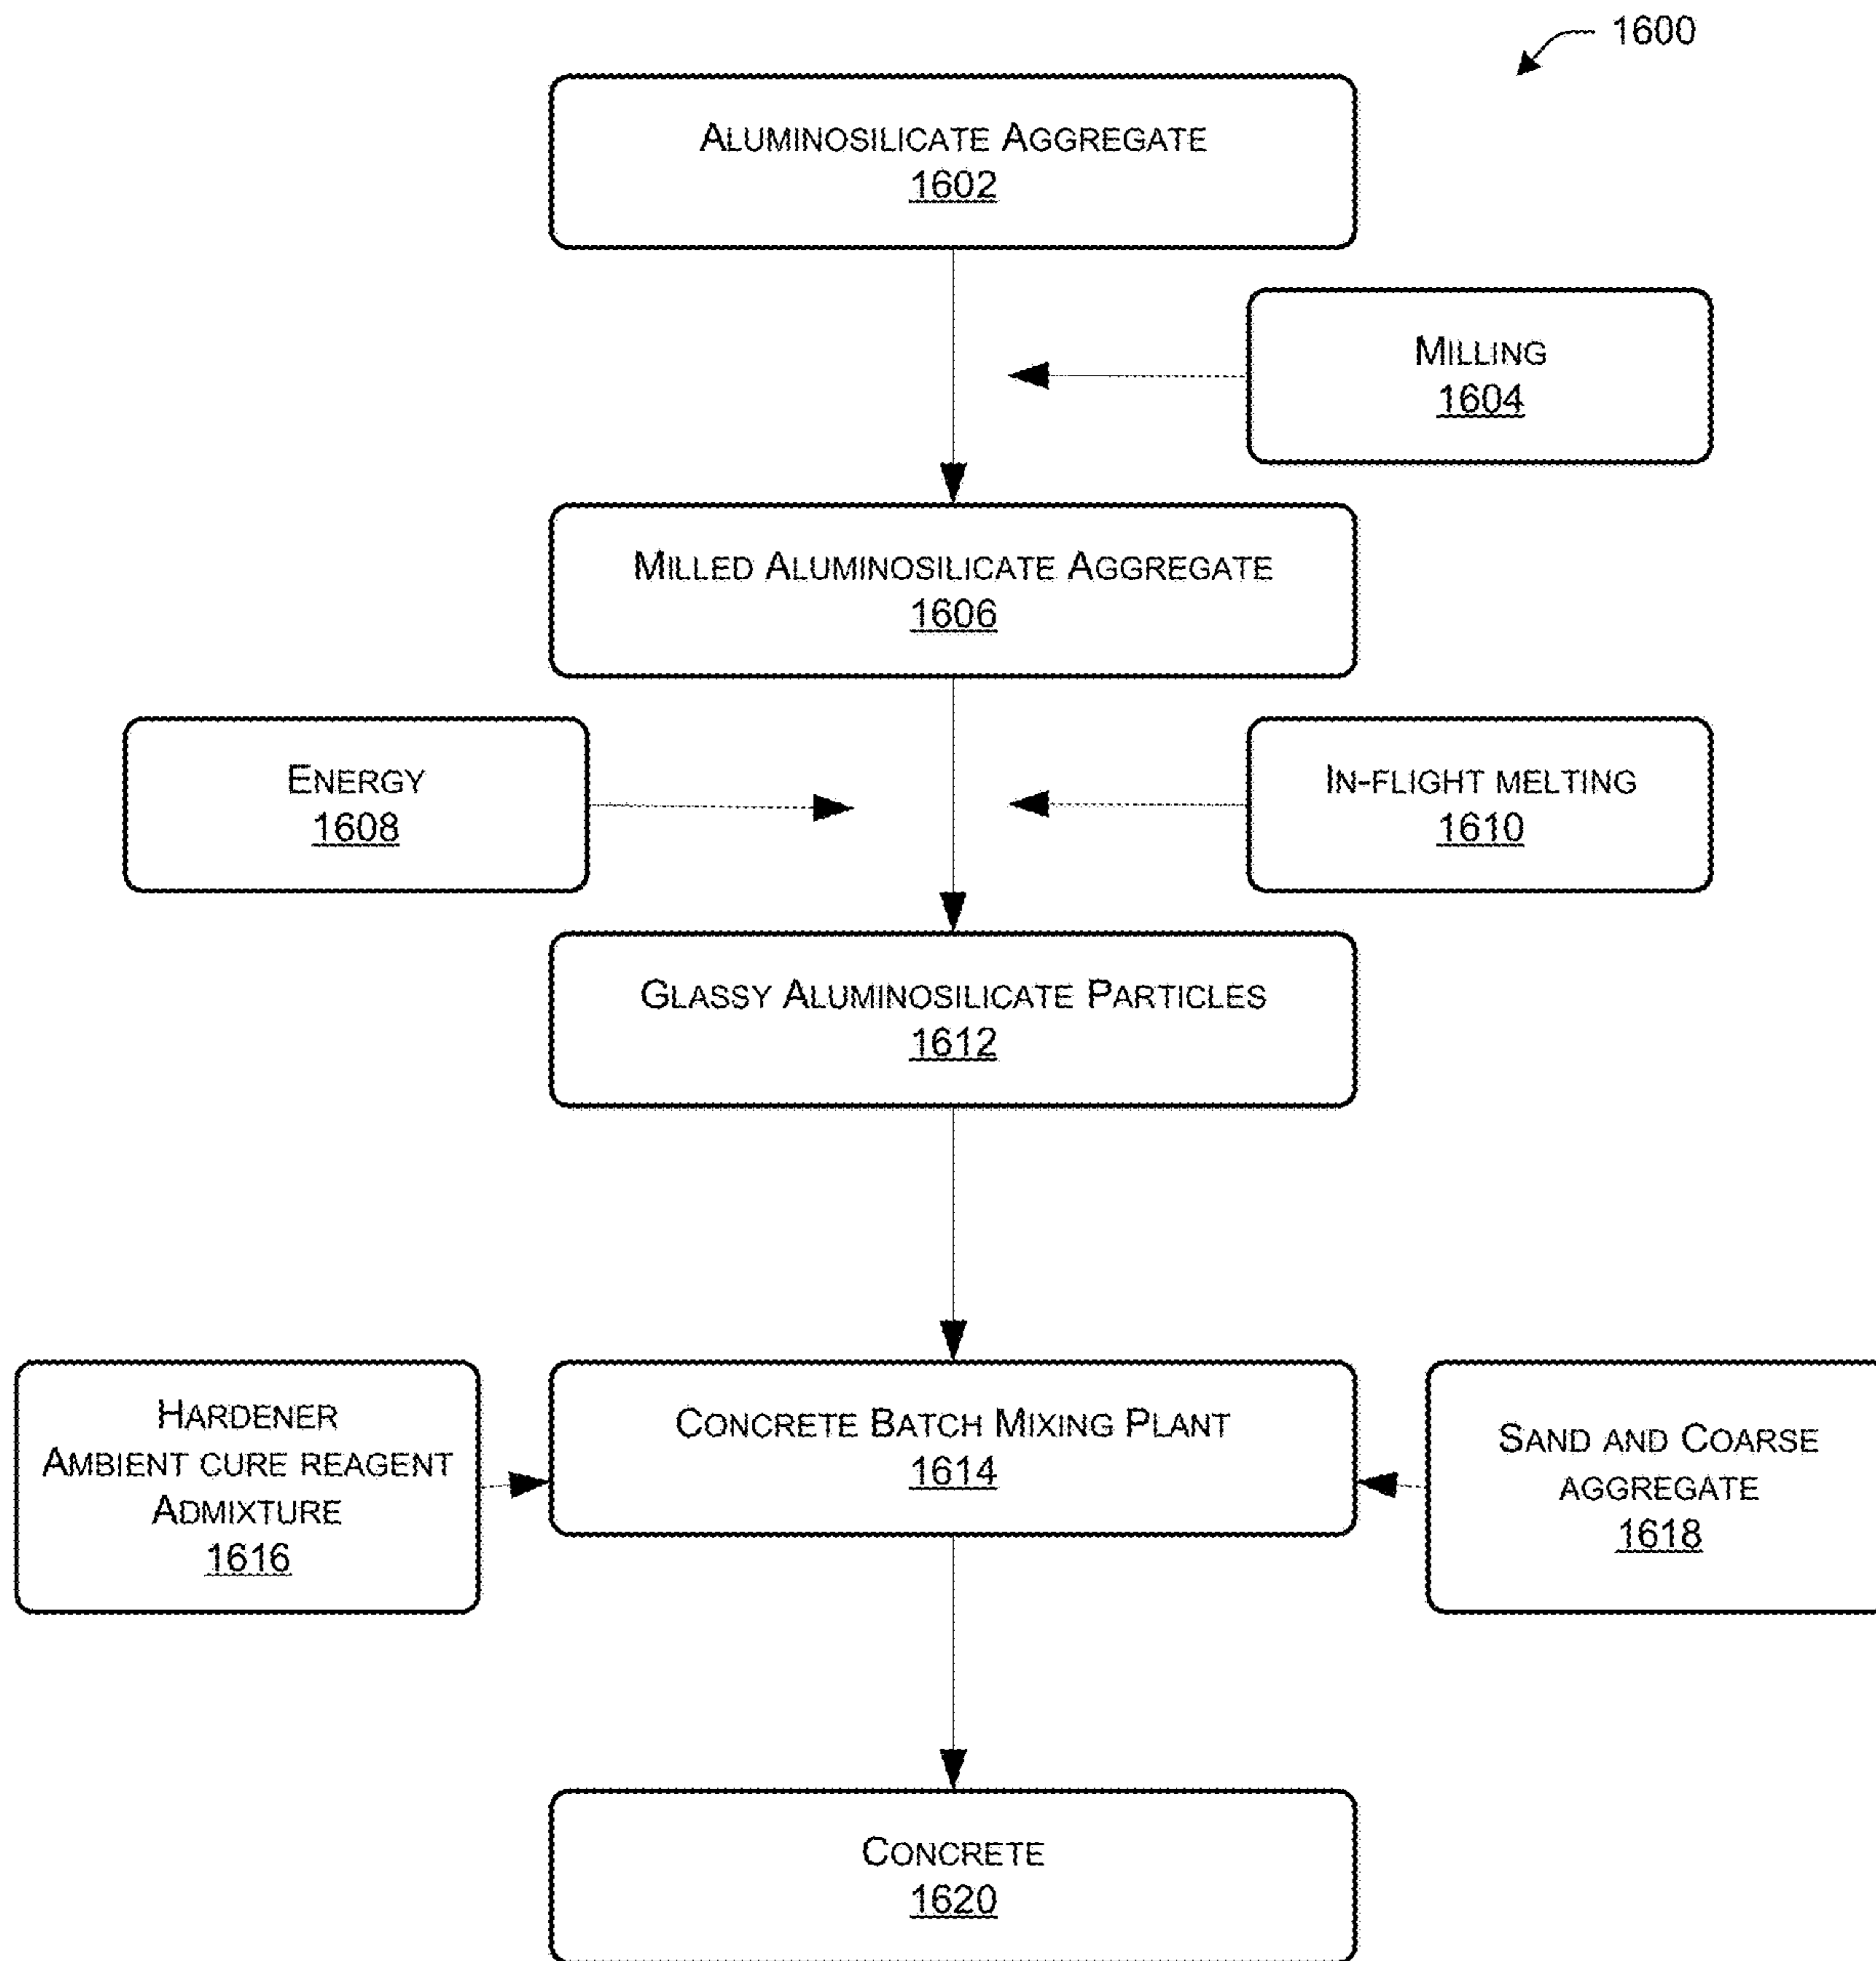 1600
ALUMINOSILICATE AGGREGATE
1602
MILLING
1604
MILLED ALUMINOSILICATE AGGREGATE
1606
ENERGY
1608
IN-FLIGHT MELTING
1610
GLASSY ALUMINOSILICATE PARTICLES
1612
HARDENER
AMBIENT CURE REAGENT
ADMIXTURE
1616
CONCRETE BATCH MIXING PLANT
1614
SAND AND COARSE
AGGREGATE
1618
CONCRETE
1620